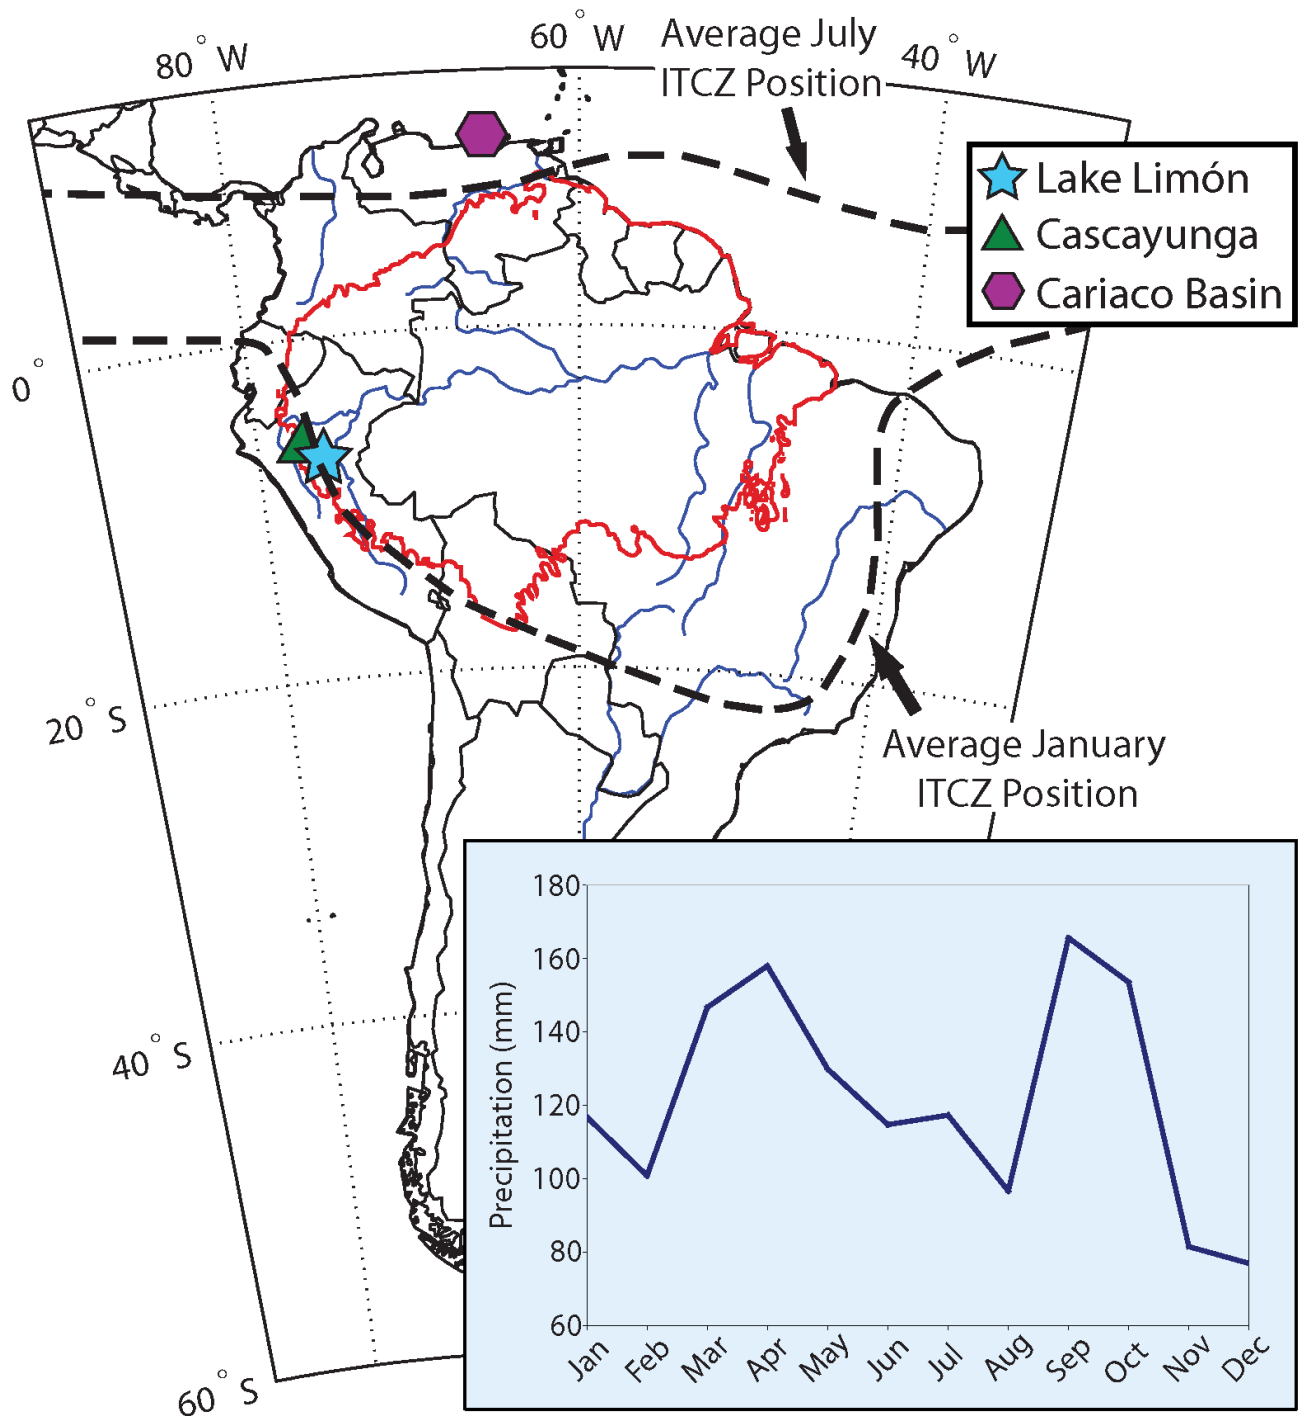 80° W
60° W
40° W
Average July
ITCZ Position
Lake Limón
Cascayunga
Cariaco Basin
0°
20° S
Average January
ITCZ Position
40° S
60° S
Precipitation (mm)
180
160
140
120
100
80
60
Jan
Feb
Mar
Apr
May
Jun
Jul
Aug
Sep
Oct
Nov
Dec